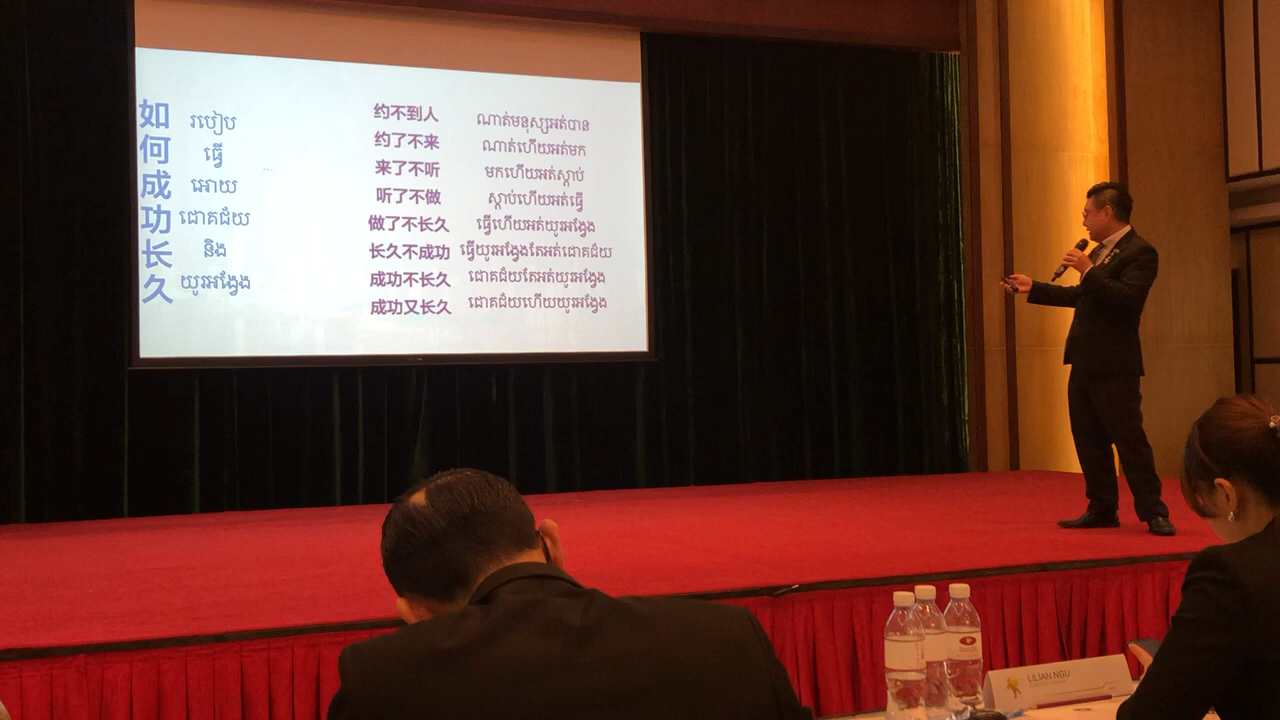 如何成功长久
របៀប
ធ្វើ
អោយ
ជោគជ័យ
និង
យូរអង្វែង
约不到人 ណាត់មនុស្សអត់បាន
约了不来 ណាត់ហើយអត់មក
来了不听 មកហើយអត់ស្តាប់
听了不做 ស្តាប់ហើយអត់ធ្វើ
做了不长久 ធ្វើហើយអត់យូរអង្វែង
长久不成功 ធ្វើយូរអង្វែងតែអត់ជោគជ័យ
成功不长久 ជោគជ័យតែអត់យូរអង្វែង
成功又长久 ជោគជ័យហើយយូរអង្វែង
LILIAN NGU